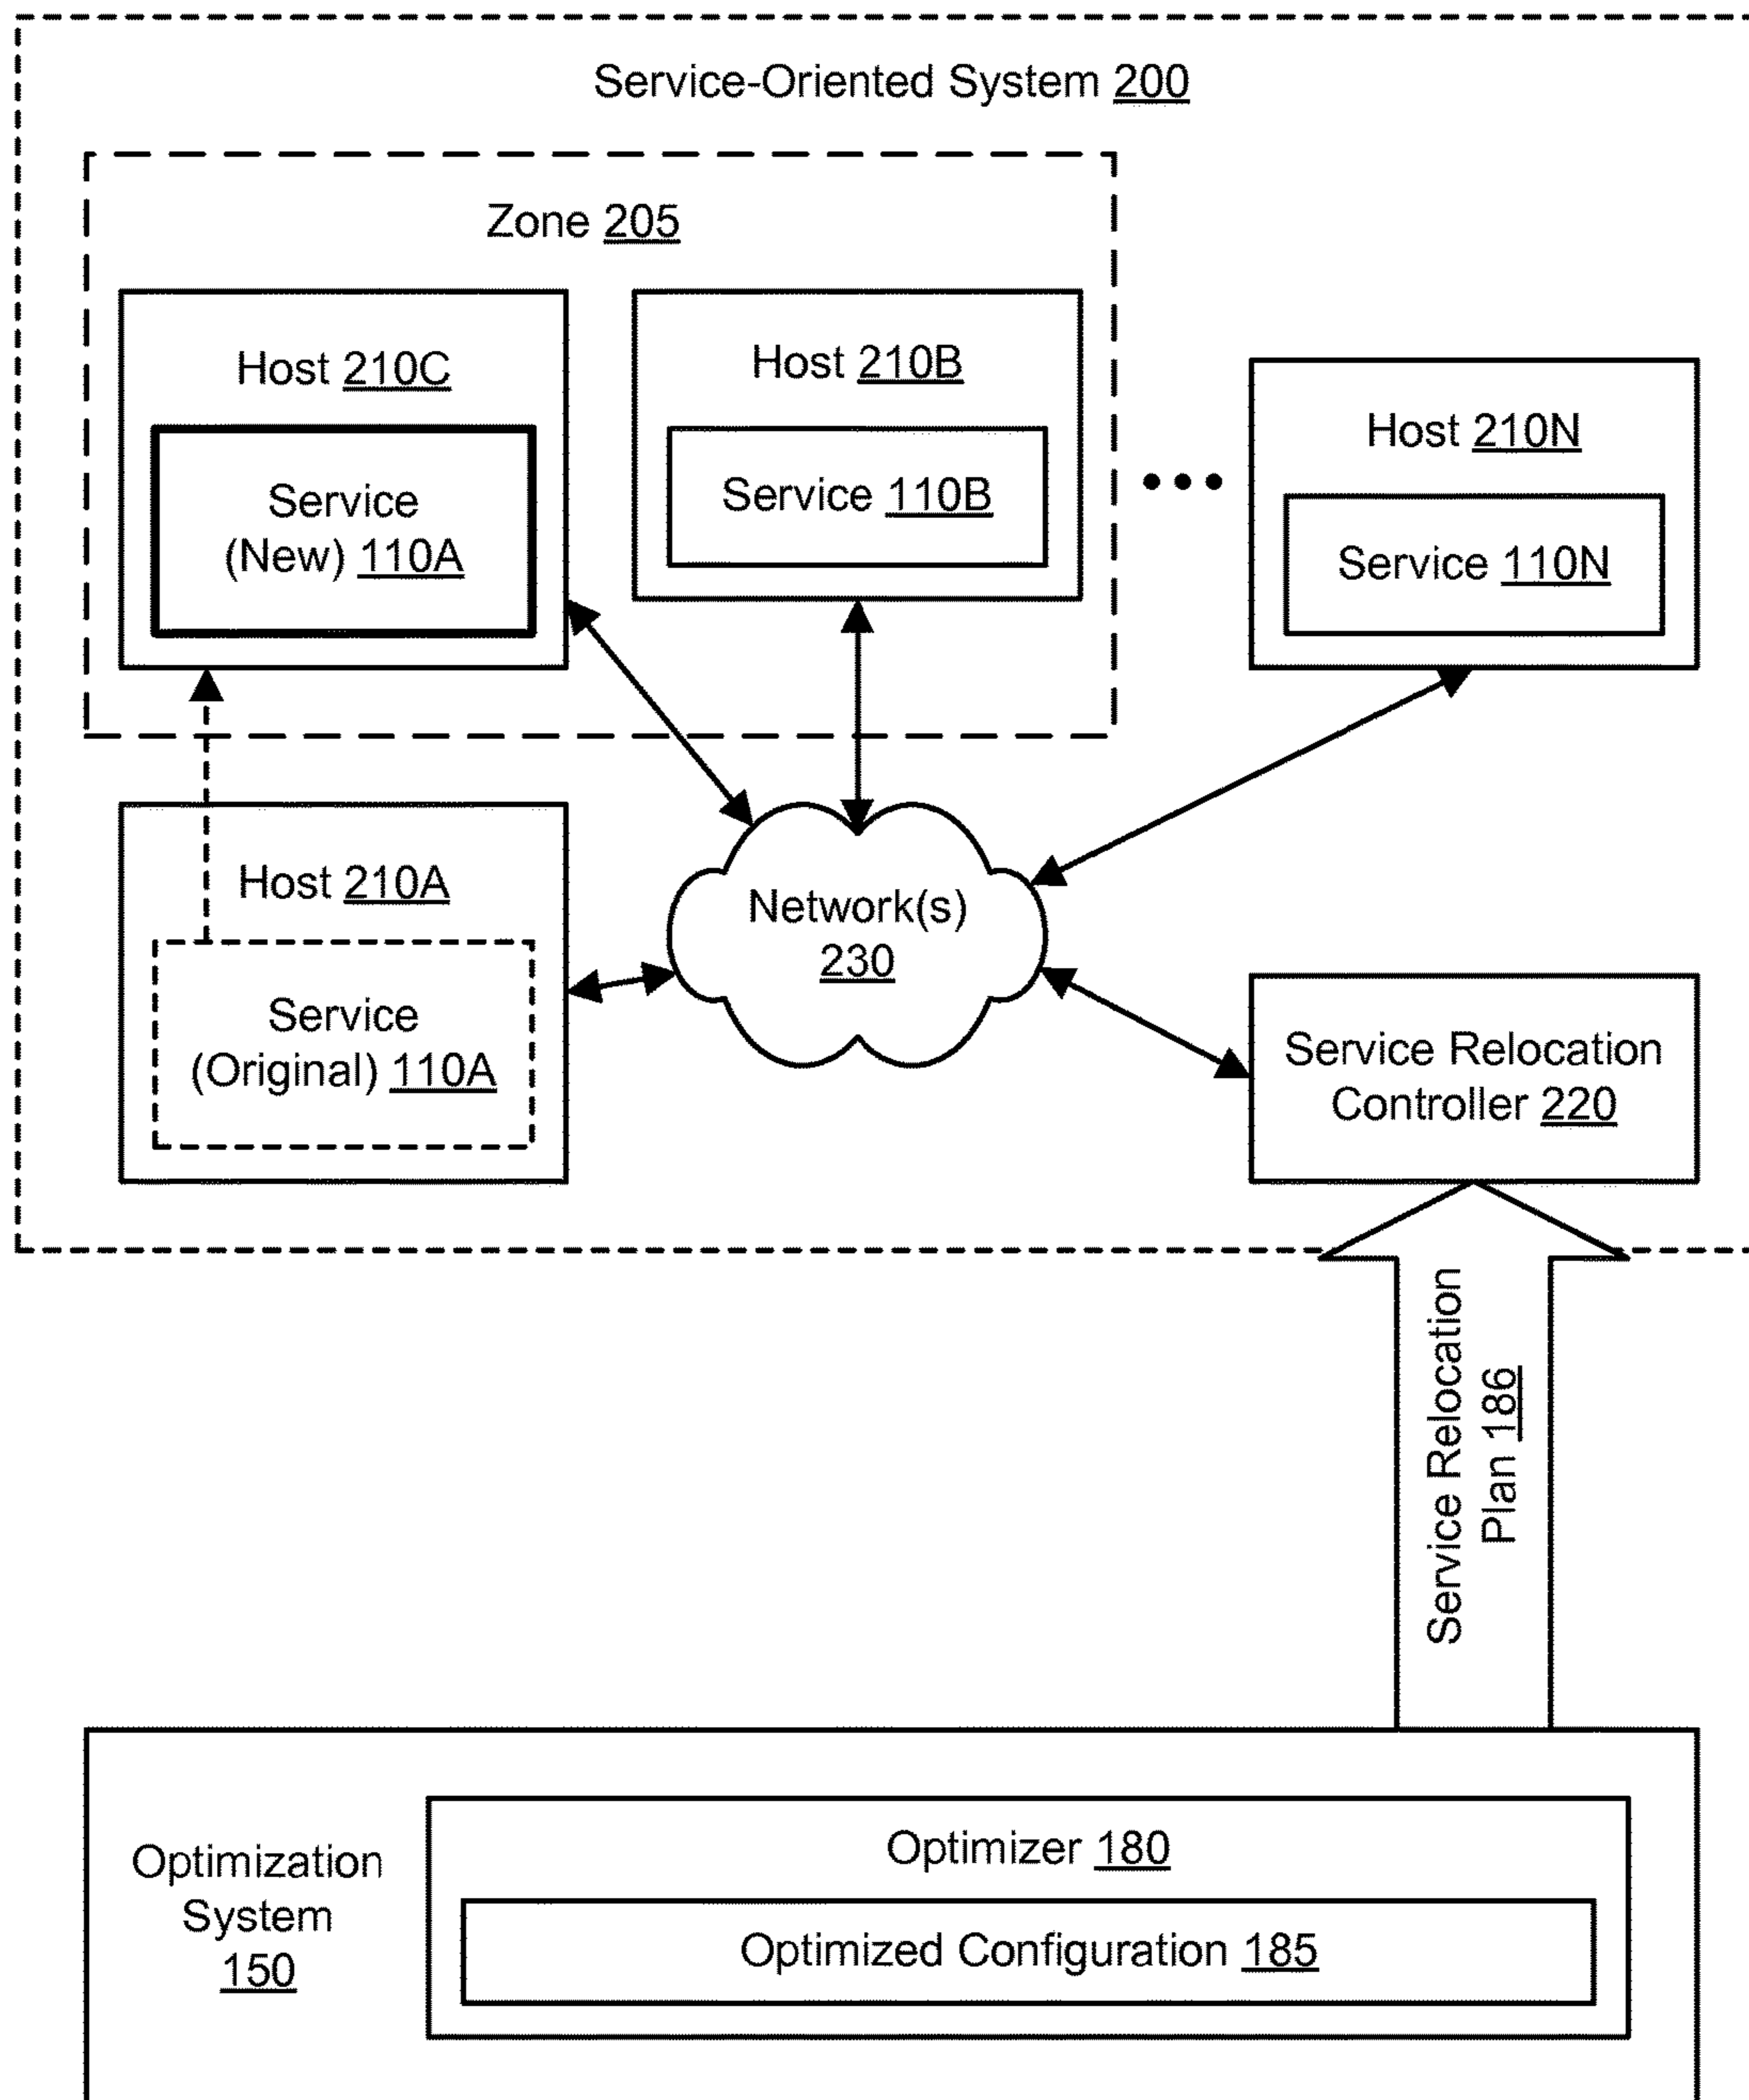 Service-Oriented System 200
Zone 205
Host 210C
Service
(New) 110A
Host 210B
Service 110B
Host 210N
Service 110N
Host 210A
Service
(Original) 110A
Network(s)
230
Service Relocation
Controller 220
Service Relocation
Plan 186
Optimization
System
150
Optimizer 180
Optimized Configuration 185